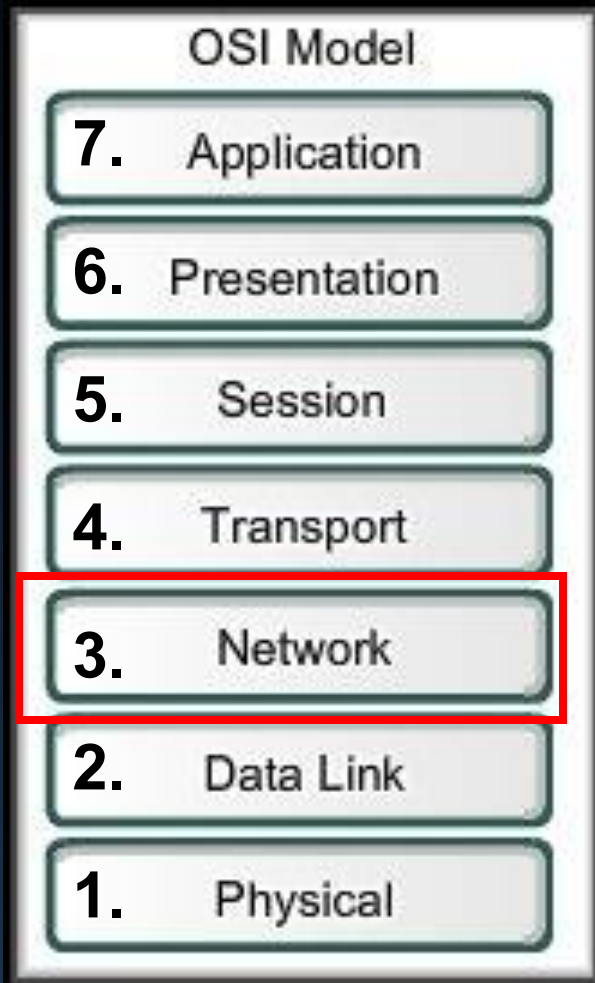 OSI Model
7. Application
6. Presentation
5. Session
4. Transport
3. Network
2. Data Link
1. Physical